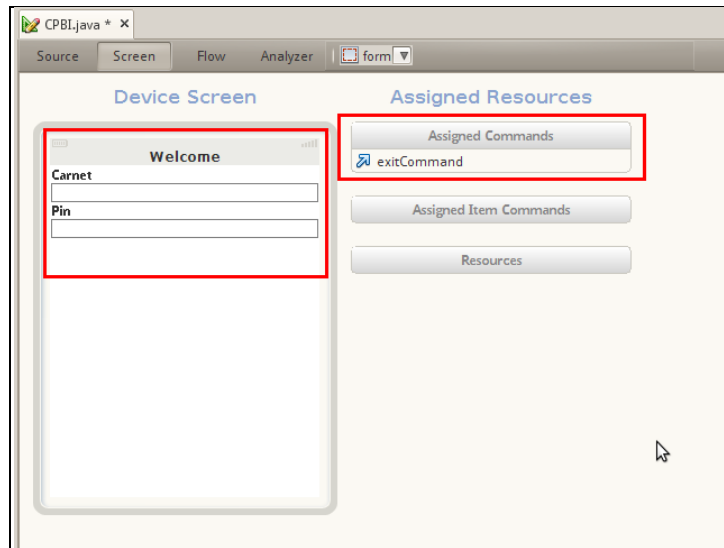 CPBI.java * ×
Source Screen Flow Analyzer form
Device Screen
Assigned Resources
Welcome
Carnet
Pin
Assigned Commands
exitCommand
Assigned Item Commands
Resources